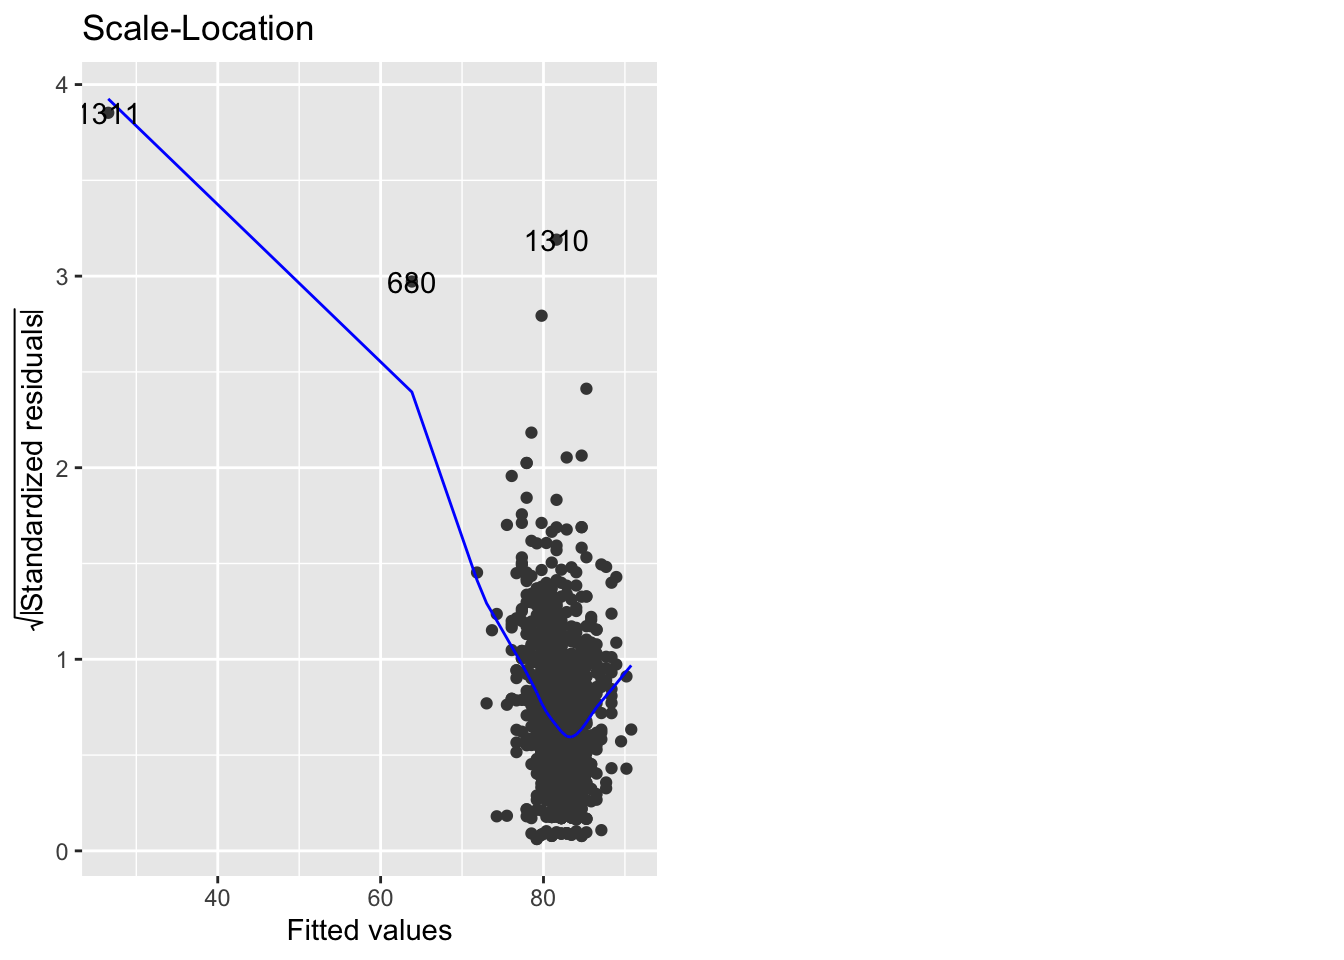 Scale-Location
4
3
2
1
0
1311
1310
680
√|Standardized residuals|
40 60 80
Fitted values